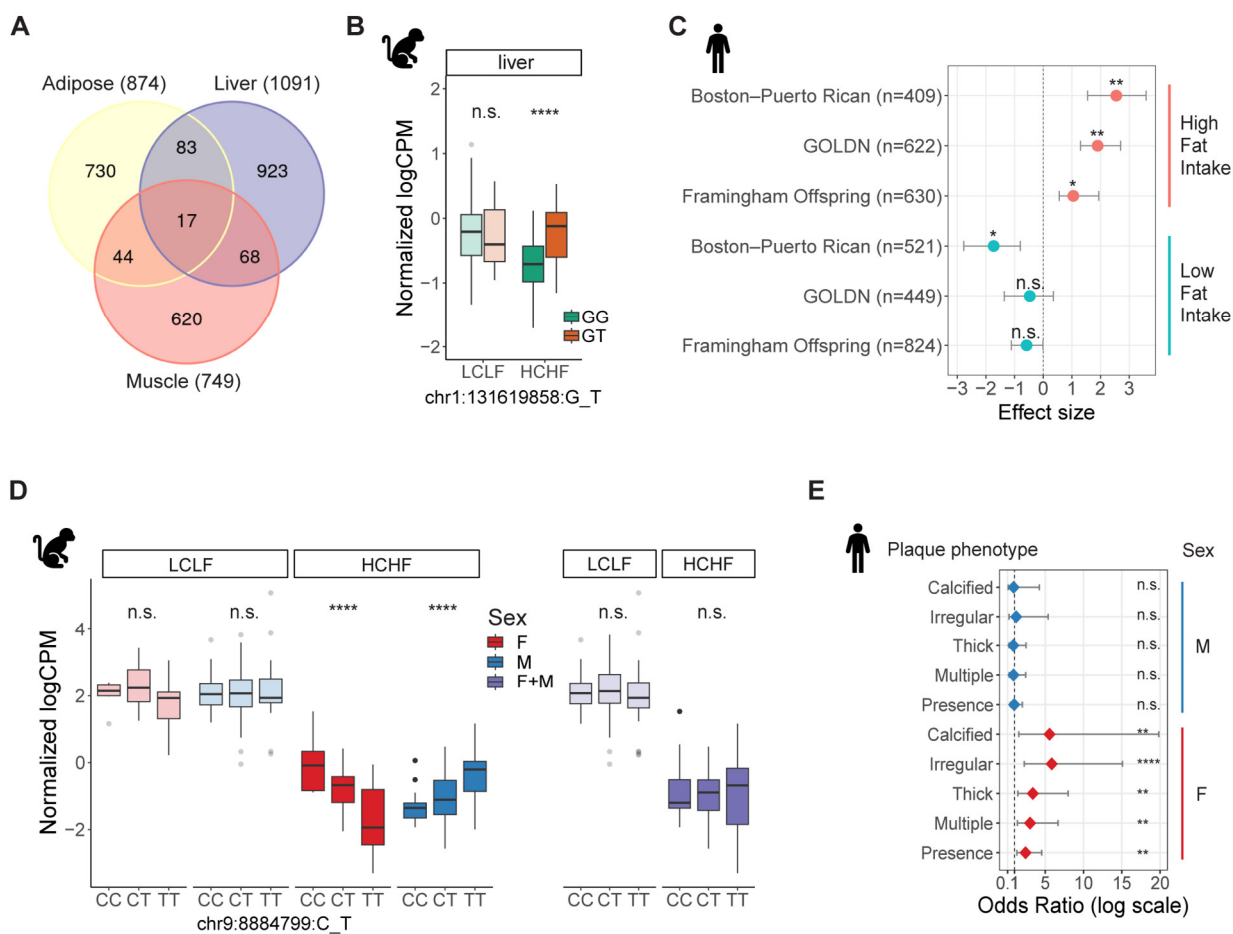 A
Adipose (874)
Liver (1091)
83
730
923
17
44
68
620
Muscle (749)
B
liver
2
1
0
−1
−2
Normalized logCPM
n.s.
****
GG
GT
LCLF
HCHF
chr1:131619858:G_T
C
Boston−Puerto Rican (n=409)
**
GOLDN (n=622)
**
Framingham Offspring (n=630)
*
Boston−Puerto Rican (n=521)
*
GOLDN (n=449)
n.s.
Framingham Offspring (n=824)
n.s.
High
Fat
Intake
Low
Fat
Intake
−3 −2 −1 0 1 2 3
Effect size
D
LCLF
HCHF
LCLF
HCHF
n.s.
n.s.
****
****
n.s.
n.s.
Sex
F
M
F+M
4
2
0
−2
Normalized logCPM
CC CT TT
CC CT TT
CC CT TT
CC CT TT
CC CT TT
CC CT TT
chr9:8884799:C_T
E
Plaque phenotype
Sex
Calcified
n.s.
Irregular
n.s.
Thick
n.s.
Multiple
n.s.
Presence
n.s.
M
Calcified
**
Irregular
****
Thick
**
Multiple
**
Presence
**
F
0.1 5 10 15 20
Odds Ratio (log scale)